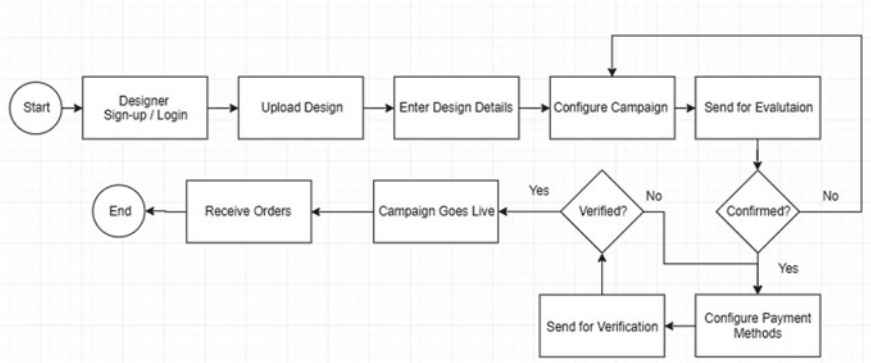 Start
Designer
Sign-up / Login
Upload Design
Enter Design Details
Configure Campaign
Send for Evalutaion
Confirmed?
No
Yes
Configure Payment
Methods
Send for Verification
Verified?
No
Yes
Campaign Goes Live
Receive Orders
End